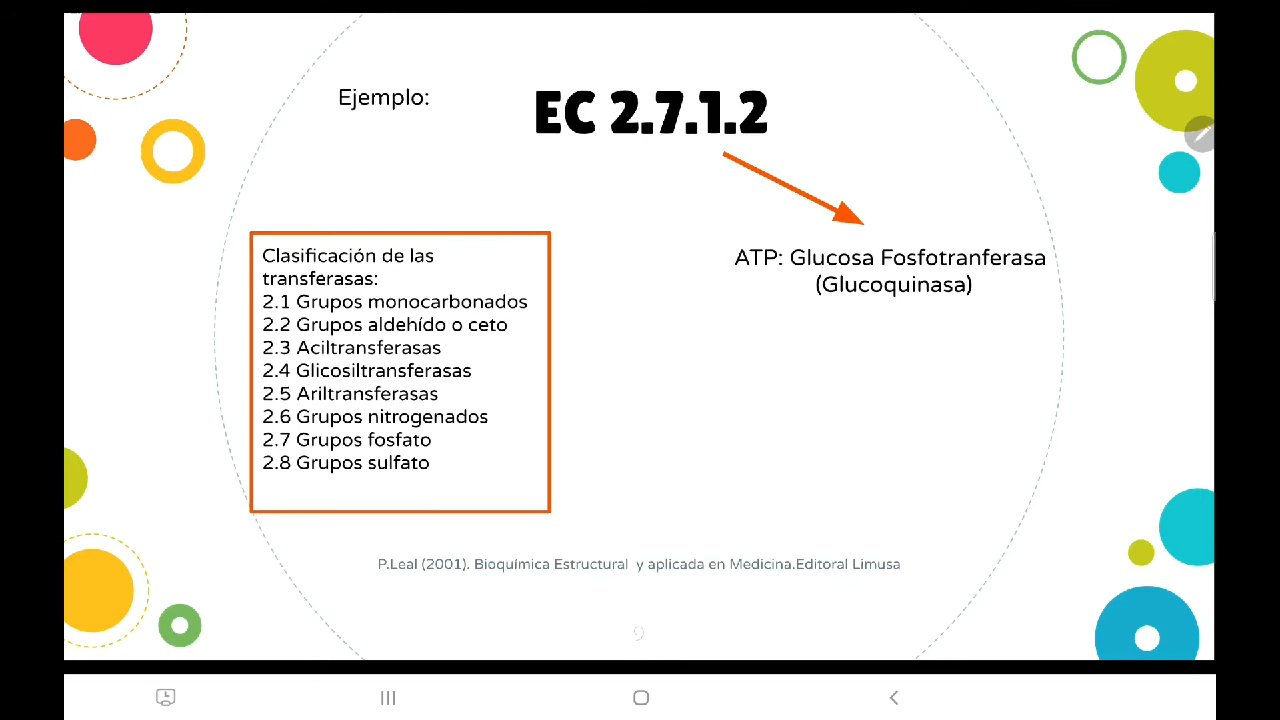 Ejemplo:
EC 2.7.1.2
ATP: Glucosa Fosfotranferasa
(Glucoquinasa)
Clasificación de las
transferasas:
2.1 Grupos monocarbonados
2.2 Grupos aldehído o ceto
2.3 Aciltransferasas
2.4 Glicosiltransferasas
2.5 Ariltransferasas
2.6 Grupos nitrogenados
2.7 Grupos fosfato
2.8 Grupos sulfato
P.Leal (2001). Bioquímica Estructural y aplicada en Medicina.Editoral Limusa
9